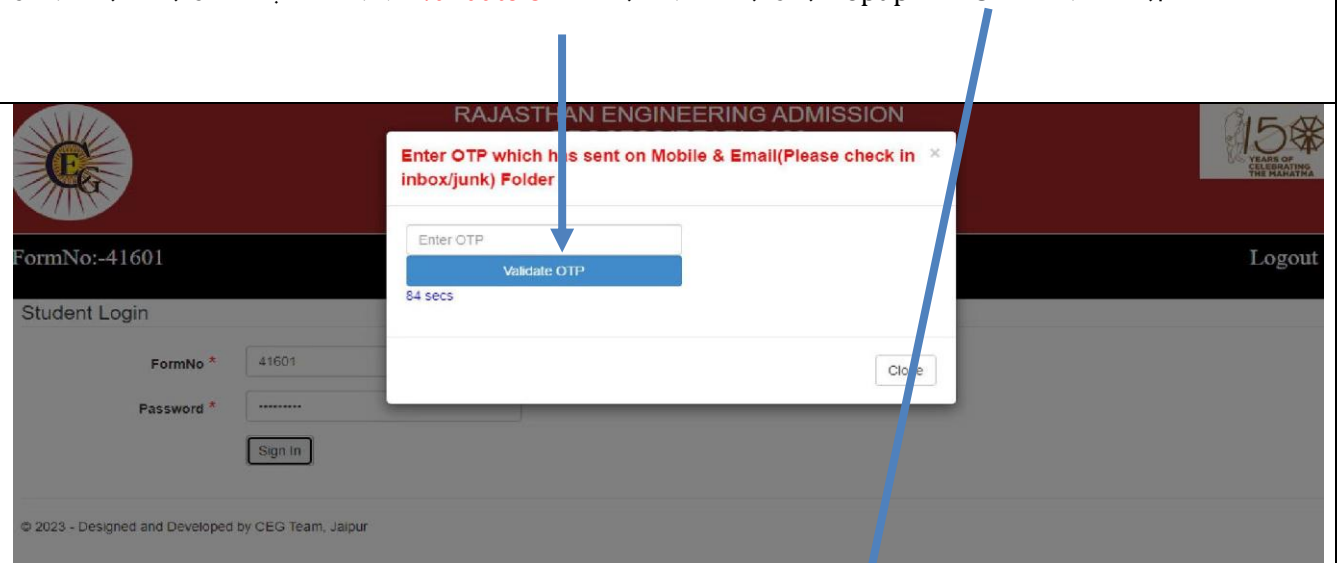 RAJASTHAN ENGINEERING ADMISSION
Enter OTP which has sent on Mobile & Email(Please check in ×
inbox/junk) Folder
150
YEARS OF
CELEBRATING
THE MAHATMA
CEG
Enter OTP
Validate OTP
84 secs
Close
FormNo:-41601
Logout
Student Login
FormNo * 41601
Password * ·········
Sign In
© 2023 - Designed and Developed by CEG Team, Jaipur